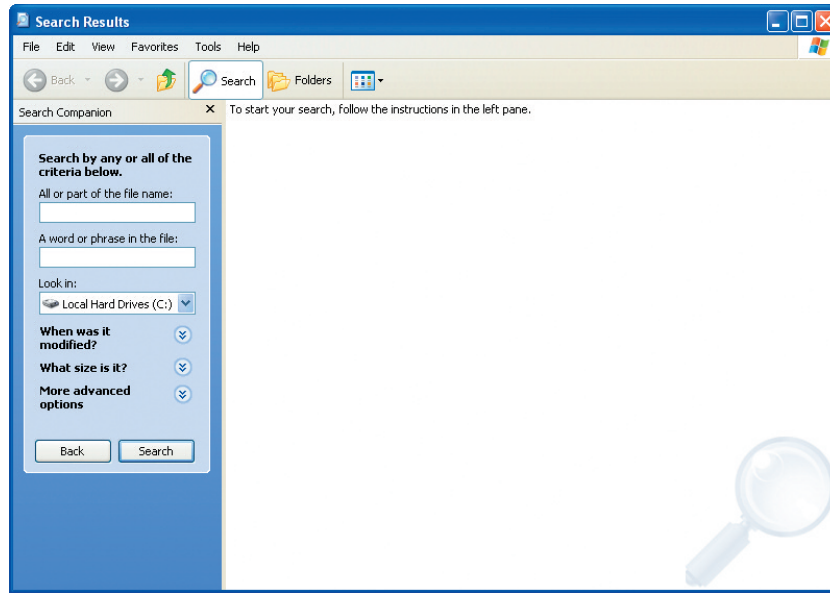 Search Results
File Edit View Favorites Tools Help
Back Search Folders
Search Companion
To start your search, follow the instructions in the left pane.
Search by any or all of the
criteria below.
All or part of the file name:
A word or phrase in the file:
Look in:
Local Hard Drives (C:)
When was it
modified?
What size is it?
More advanced
options
Back Search